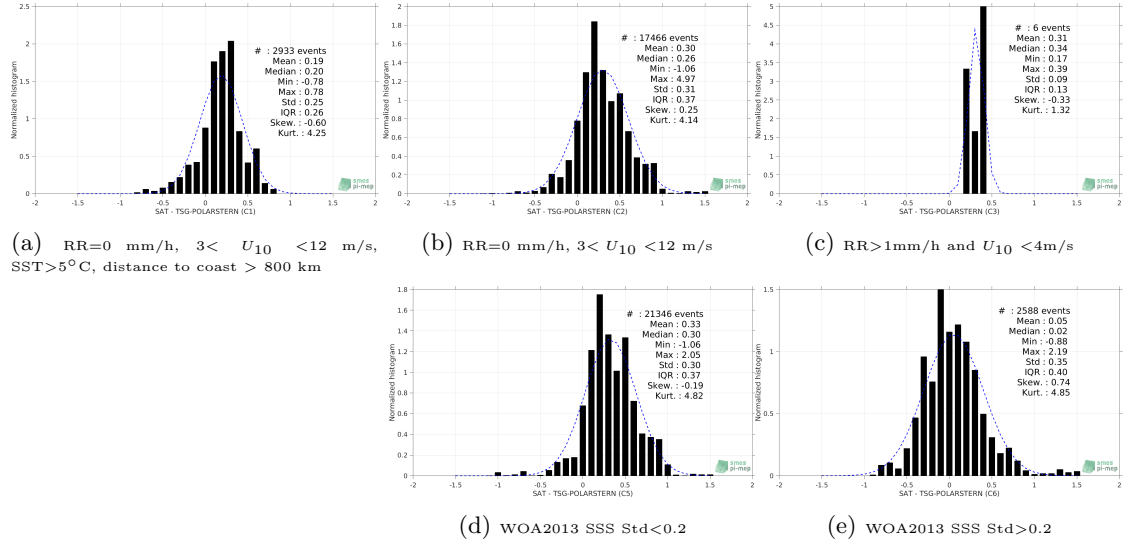 2.5
2
1.5
1
0.5
0
Normalized histogram
# : 2933 events
Mean : 0.19
Median : 0.20
Min : -0.78
Max : 0.78
Std : 0.25
IQR : 0.26
Skew. : -0.60
Kurt. : 4.25
smos
pi-mep
-2 -1.5 -1 -0.5 0 0.5 1 1.5 2
SAT - TSG-POLARSTERN (C1)
(a) RR=0 mm/h, 3< U10 <12 m/s,
SST>5°C, distance to coast > 800 km
2
1.8
1.6
1.4
1.2
1
0.8
0.6
0.4
0.2
0
Normalized histogram
# : 17466 events
Mean : 0.30
Median : 0.26
Min : -1.06
Max : 4.97
Std : 0.31
IQR : 0.37
Skew. : 0.25
Kurt. : 4.14
smos
pi-mep
-2 -1.5 -1 -0.5 0 0.5 1 1.5 2
SAT - TSG-POLARSTERN (C2)
(b) RR=0 mm/h, 3< U10 <12 m/s
5
4.5
4
3.5
3
2.5
2
1.5
1
0.5
0
Normalized histogram
# : 6 events
Mean : 0.31
Median : 0.34
Min : 0.17
Max : 0.39
Std : 0.09
IQR : 0.13
Skew. : -0.33
Kurt. : 1.32
smos
pi-mep
-2 -1.5 -1 -0.5 0 0.5 1 1.5 2
SAT - TSG-POLARSTERN (C3)
(c) RR>1mm/h and U10 <4m/s
1.8
1.6
1.4
1.2
1
0.8
0.6
0.4
0.2
0
Normalized histogram
# : 21346 events
Mean : 0.33
Median : 0.30
Min : -1.06
Max : 2.05
Std : 0.30
IQR : 0.37
Skew. : -0.19
Kurt. : 4.82
smos
pi-mep
-2 -1.5 -1 -0.5 0 0.5 1 1.5 2
SAT - TSG-POLARSTERN (C5)
(d) WOA2013 SSS Std<0.2
1.5
1
0.5
0
Normalized histogram
# : 2588 events
Mean : 0.05
Median : 0.02
Min : -0.88
Max : 2.19
Std : 0.35
IQR : 0.40
Skew. : 0.74
Kurt. : 4.85
smos
pi-mep
-2 -1.5 -1 -0.5 0 0.5 1 1.5 2
SAT - TSG-POLARSTERN (C6)
(e) WOA2013 SSS Std>0.2